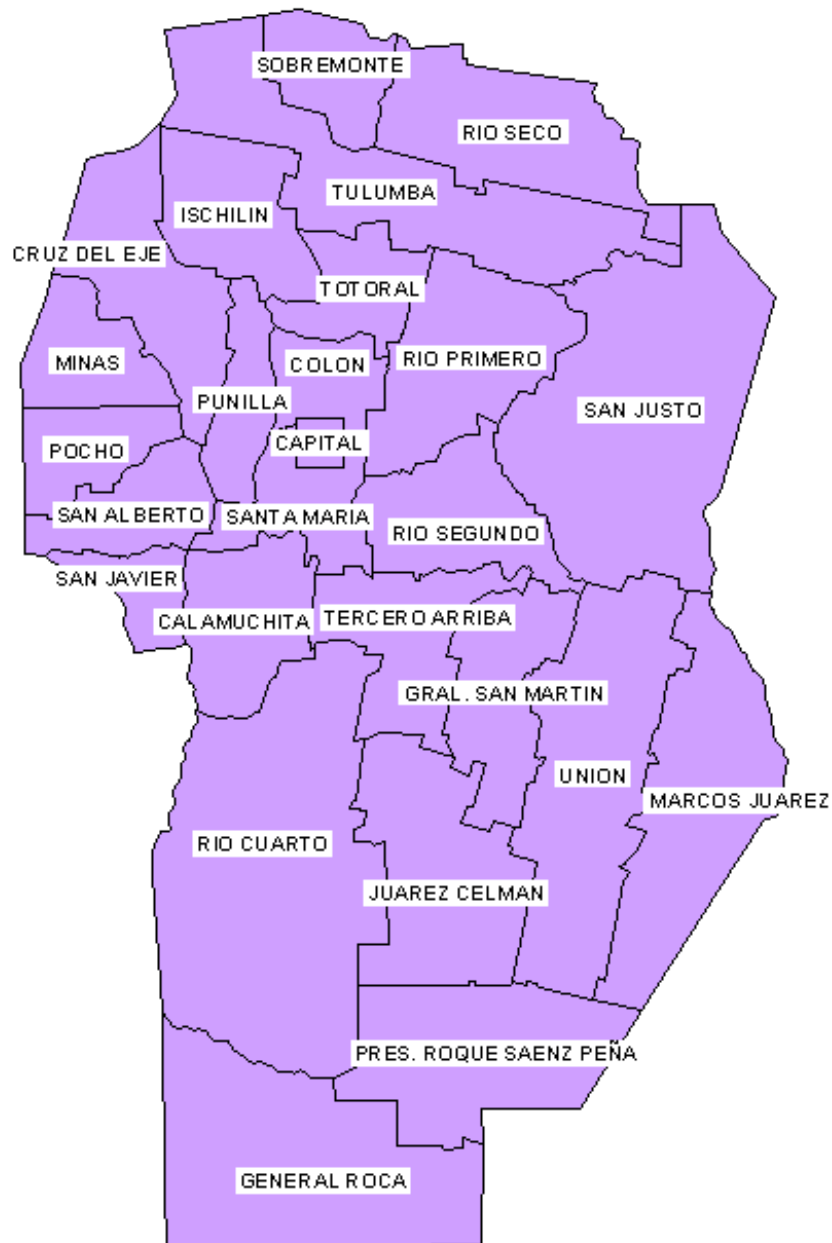 SOBREMONTE
RIO SECO
TULUMBA
ISCHILIN
CRUZ DEL EJE
TOTORAL
RIO PRIMERO
MINAS
COLON
PUNILLA
SAN JUSTO
CAPITAL
POCHO
SAN ALBERTO
SANTA MARIA
RIO SEGUNDO
SAN JAVIER
CALAMUCHITA
TERCERO ARRIBA
GRAL. SAN MARTIN
UNION
MARCOS JUAREZ
RIO CUARTO
JUAREZ CELMAN
PRES. ROQUE SAENZ PEÑA
GENERAL ROCA